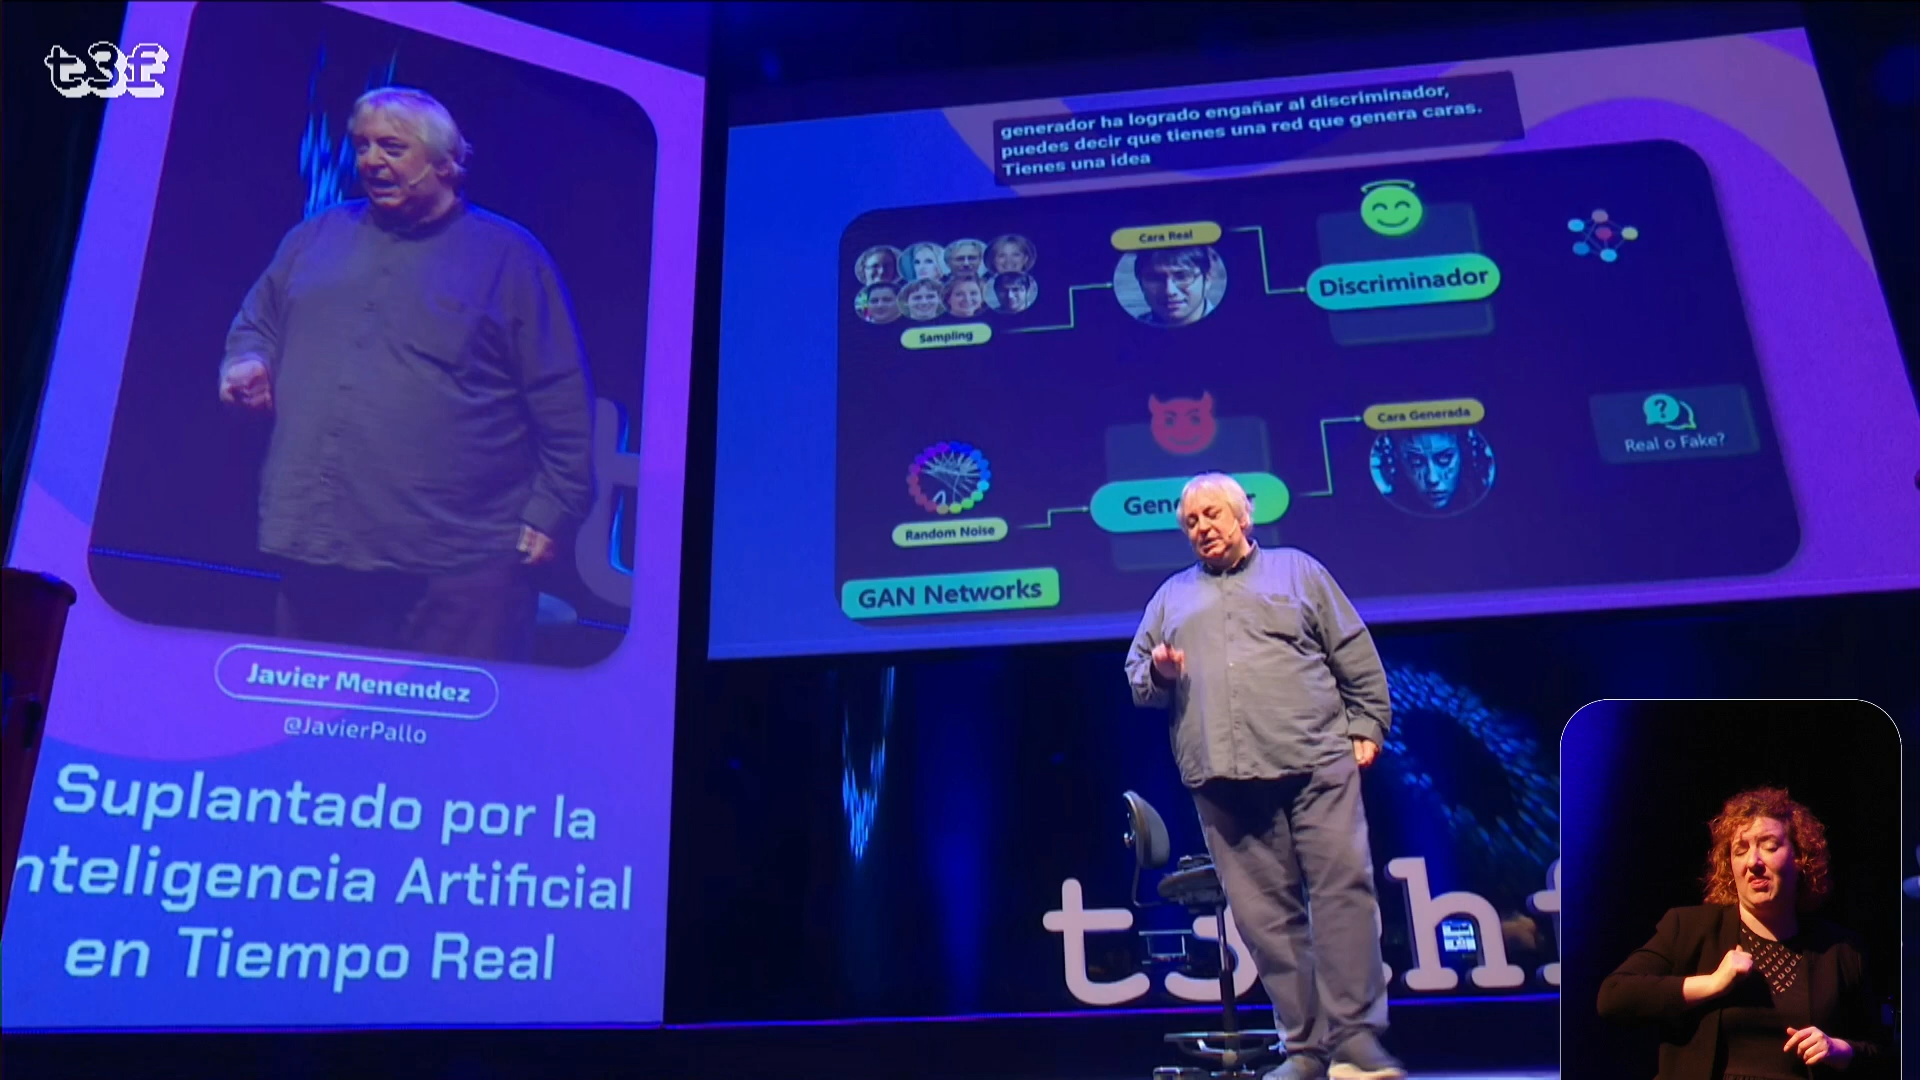 t3f
generador ha logrado engañar al discriminador,
puedes decir que tienes una red que genera caras.
Tienes una idea
Cara Real
Discriminador
Sampling
Cara Generada
Real o Fake?
Random Noise
GAN Networks
Javier Menendez
@JavierPallo
Suplantado por la
nteligencia Artificial
en Tiempo Real